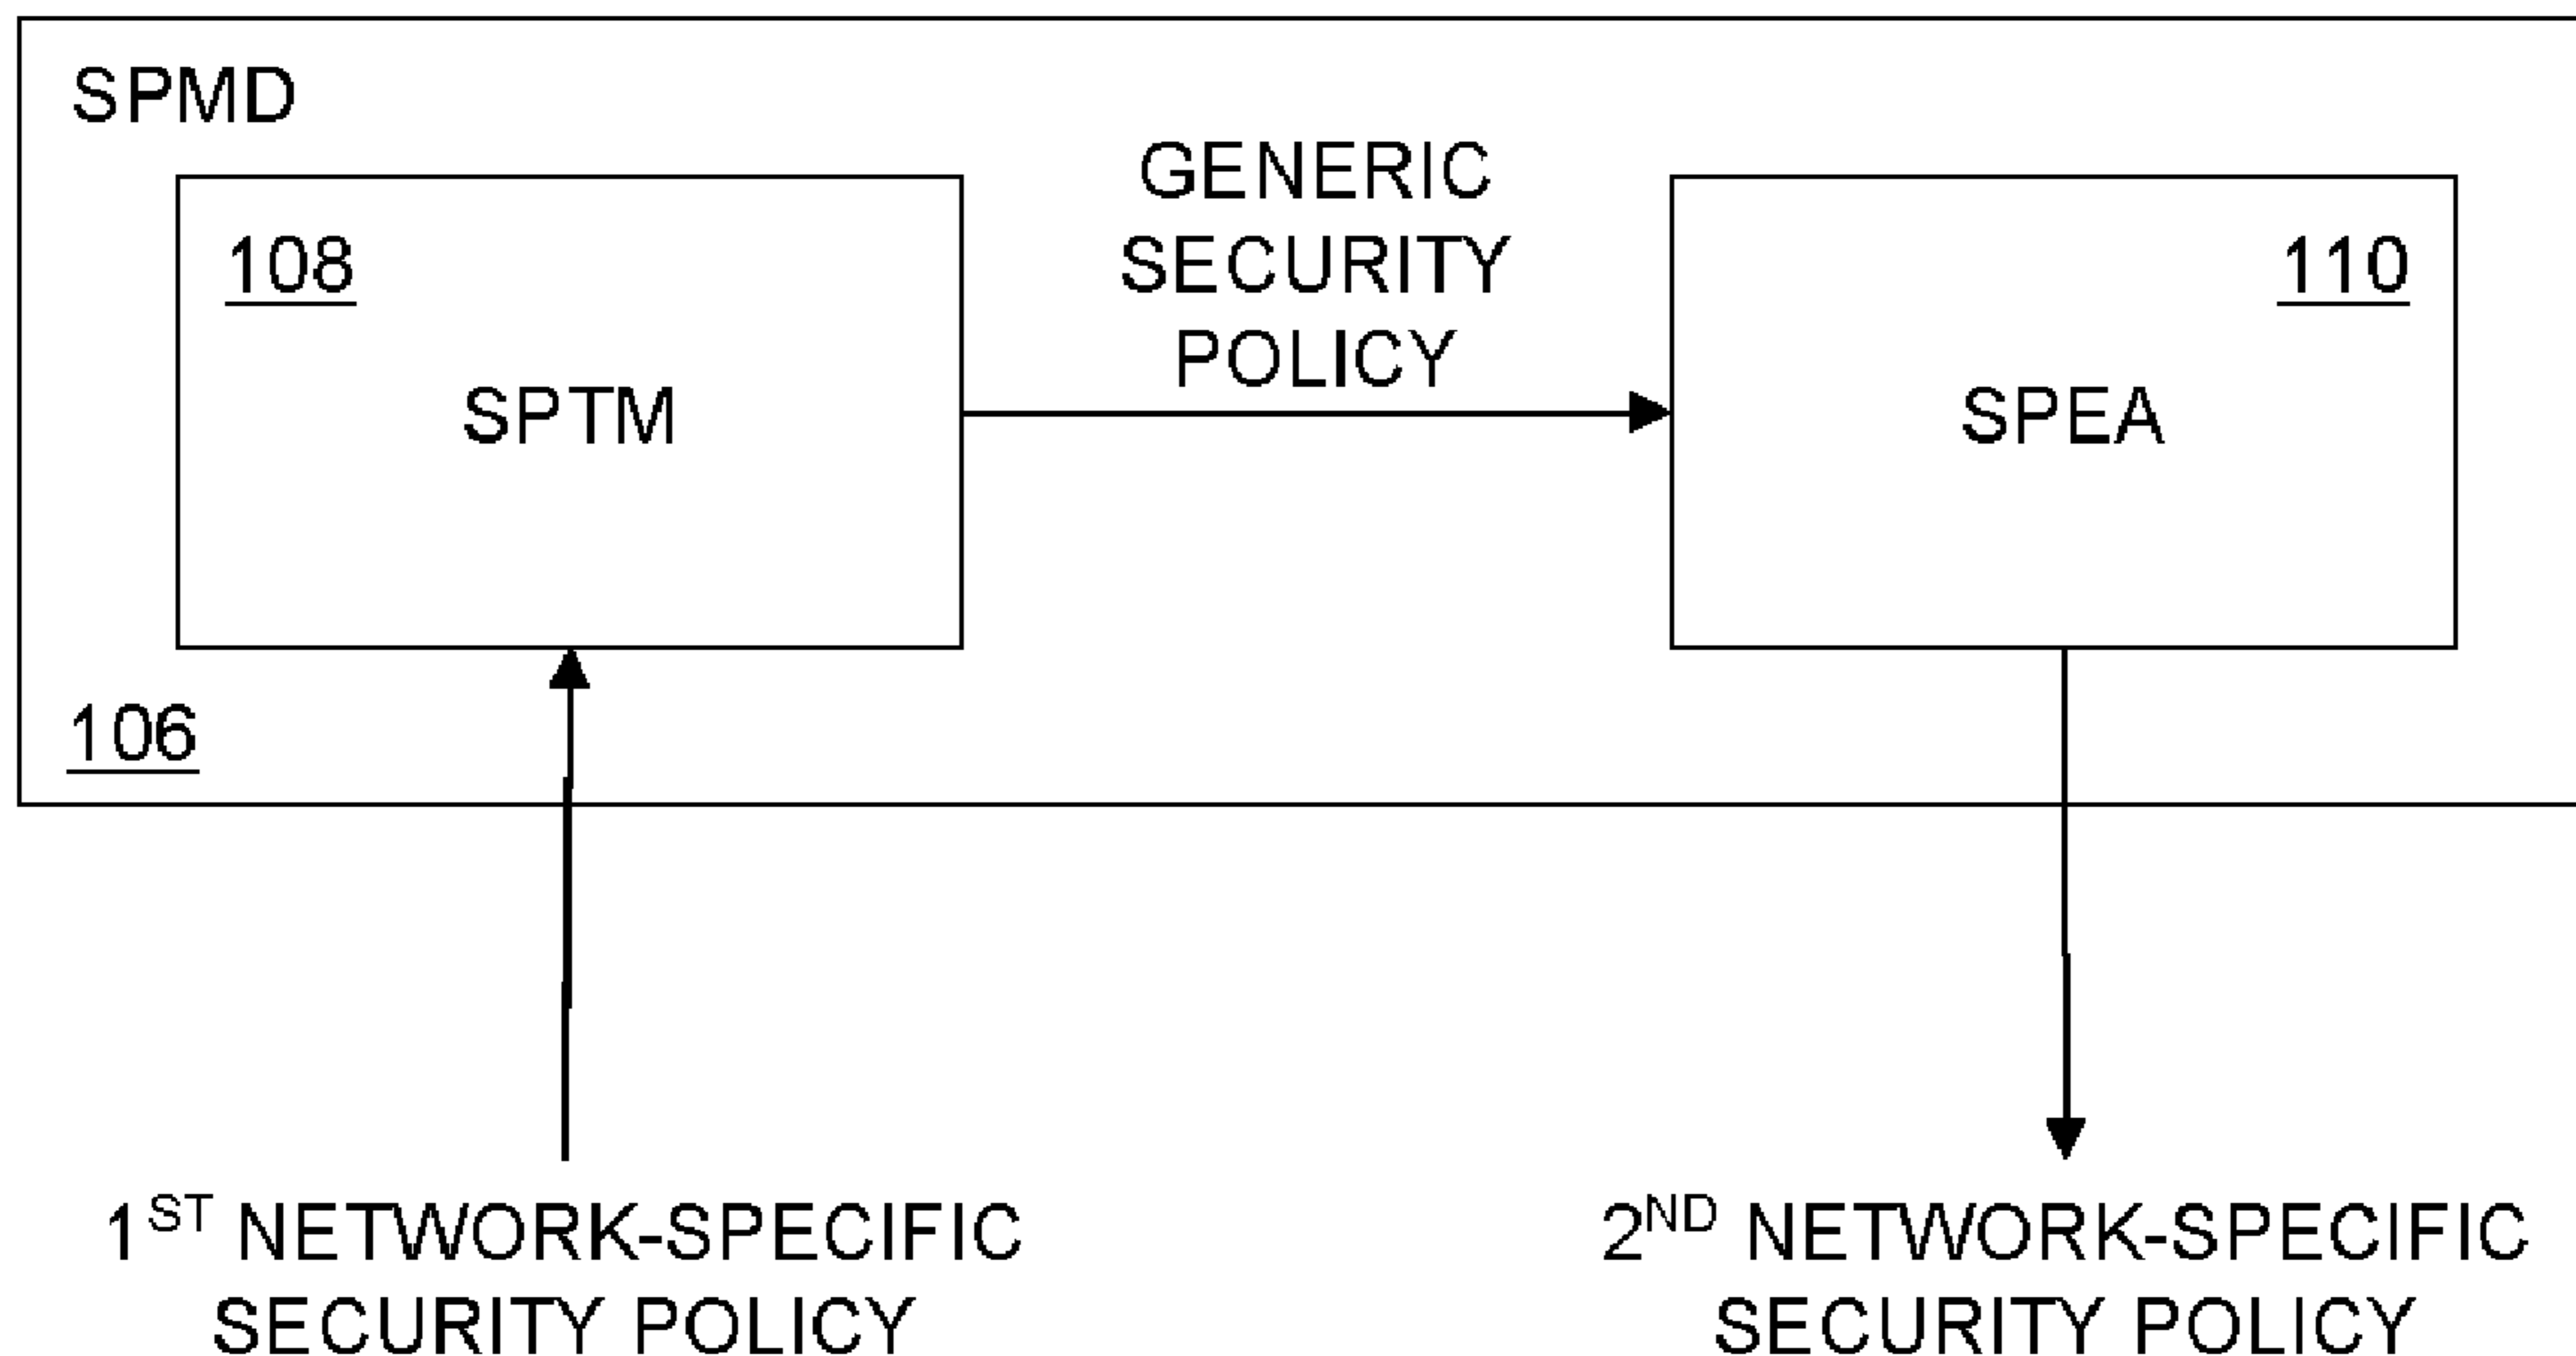 SPMD
GENERIC
SECURITY
POLICY
108
110
SPTM
SPEA
106
1ST NETWORK-SPECIFIC
SECURITY POLICY
2ND NETWORK-SPECIFIC
SECURITY POLICY